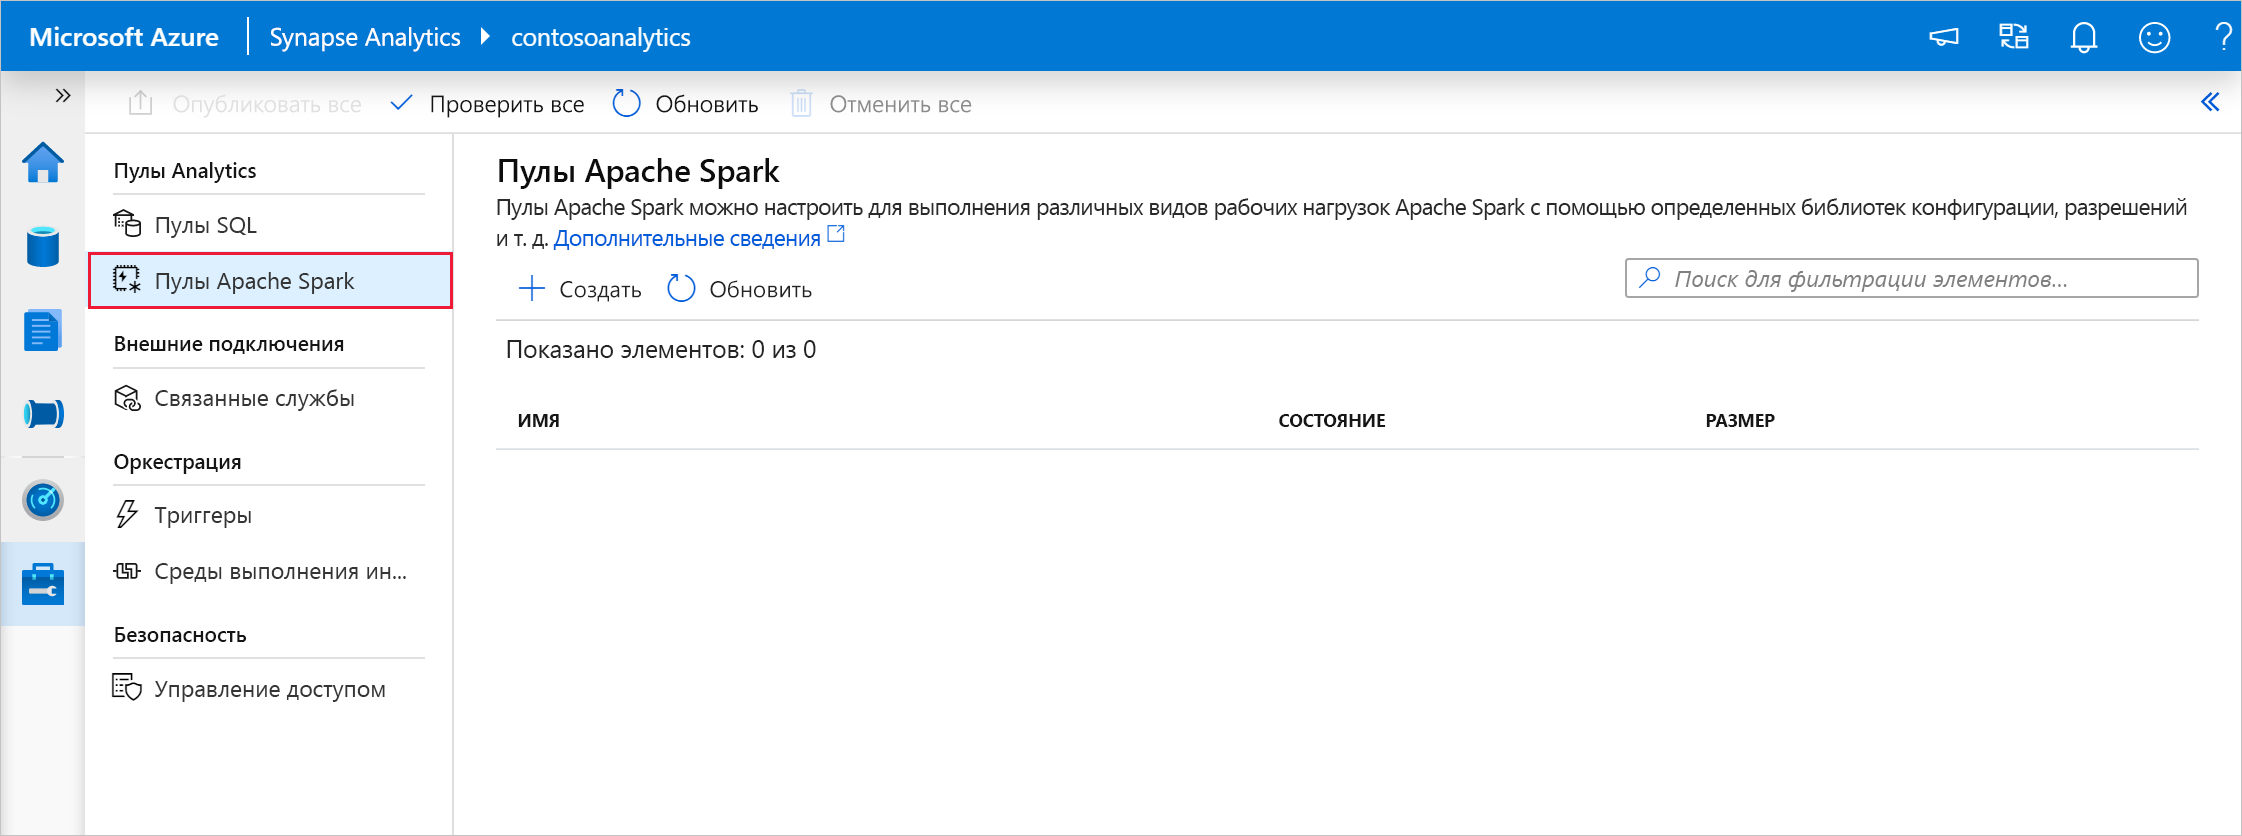 Microsoft Azure
Synapse Analytics
contosoanalytics
Опубликовать все
Проверить все
Обновить
Отменить все
Пулы Analytics
Пулы SQL
Пулы Apache Spark
Внешние подключения
Связанные службы
Оркестрация
Триггеры
Среды выполнения ин...
Безопасность
Управление доступом
Пулы Apache Spark
Пулы Apache Spark можно настроить для выполнения различных видов рабочих нагрузок Apache Spark с помощью определенных библиотек конфигурации, разрешений
и т. д. Дополнительные сведения
Создать
Обновить
Поиск для фильтрации элементов...
Показано элементов: 0 из 0
ИМЯ
СОСТОЯНИЕ
РАЗМЕР